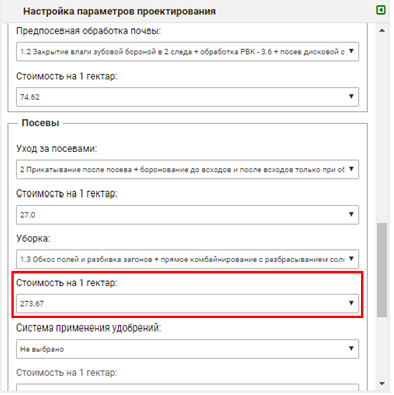 Настройка параметров проектирования
Предпосевная обработка почвы:
1.2 Закрытие влаги зубовой бороной в 2 следа + обработка РВК - 3.6 + посев дисковой с
Стоимость на 1 гектар:
74.62
Посевы
Уход за посевами:
2 Прикатывание после посева + боронование до всходов и после всходов только при об
Стоимость на 1 гектар:
27.0
Уборка:
1.3 Обкос полей и разбивка загонов + прямое комбайнирование с разбрасыванием соло
Стоимость на 1 гектар:
273.67
Система применения удобрений:
Не выбрано
Стоимость на 1 гектар: